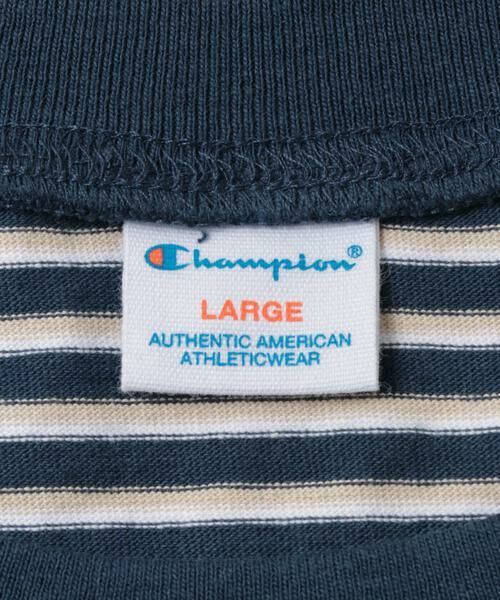 Champion®
LARGE
AUTHENTIC AMERICAN
ATHLETICWEAR